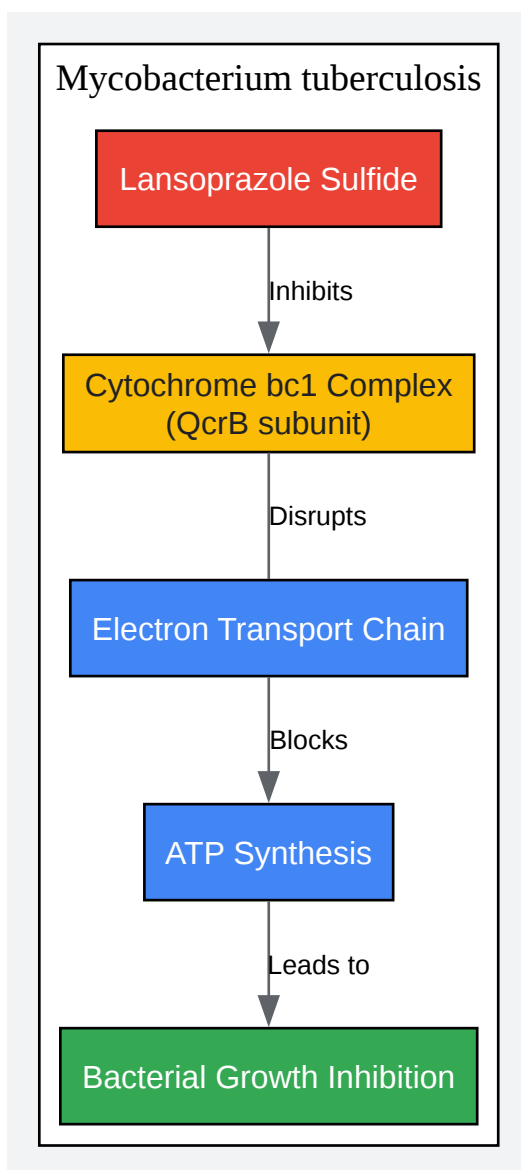 Mycobacterium tuberculosis
Lansoprazole Sulfide
Inhibits
Cytochrome bc1 Complex
(QcrB subunit)
Disrupts
Electron Transport Chain
Blocks
ATP Synthesis
Leads to
Bacterial Growth Inhibition